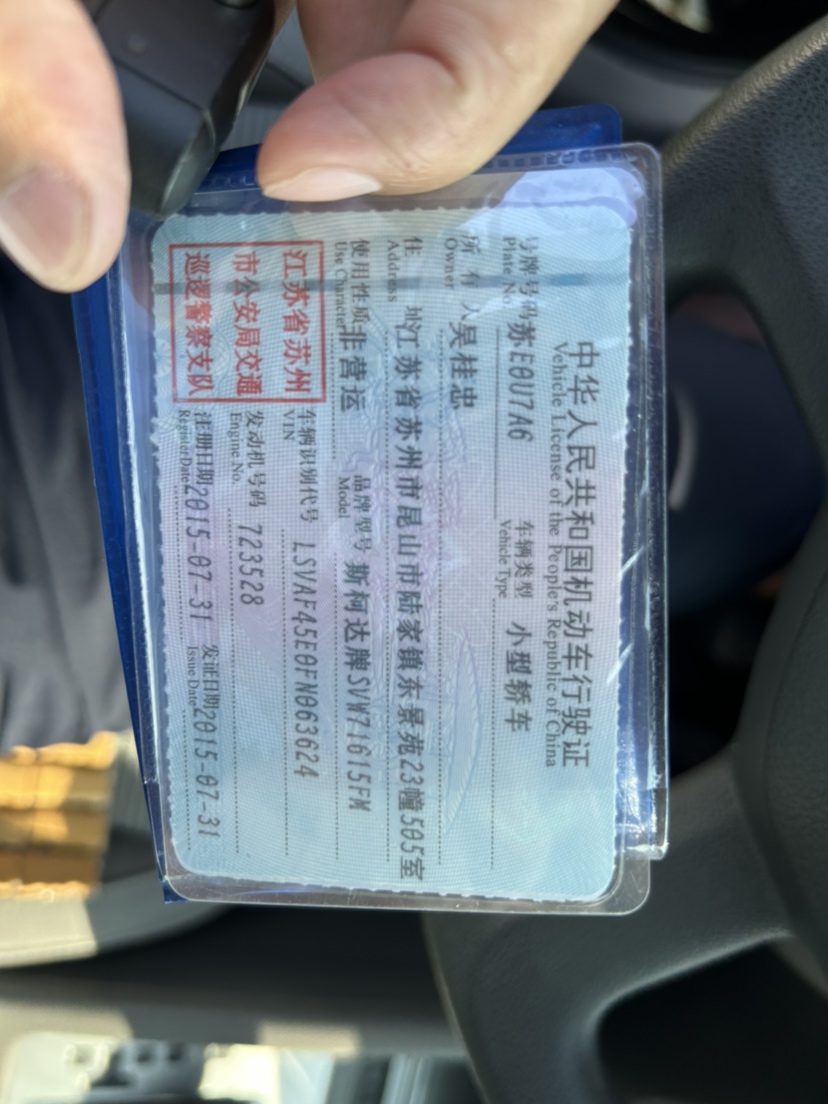 中华人民共和国机动车行驶证
Vehicle License of the People's Republic of China
号牌号码 苏E0U7A6 车辆类型 小型轿车
Plate No. Vehicle Type
所有人 吴桂忠
Owner
住址 江苏省苏州市昆山市陆家镇东景苑23幢505室
Address
使用性质 非营运 品牌型号 斯柯达牌SVW71615FM
Use Character Model
江苏省苏州
市公安局交通
巡逻警察支队
车辆识别代号 LSVAF45E0FN063624
VIN
发动机号码 723528
Engine No.
注册日期 2015-07-31 发证日期 2015-07-31
Register Date Issue Date